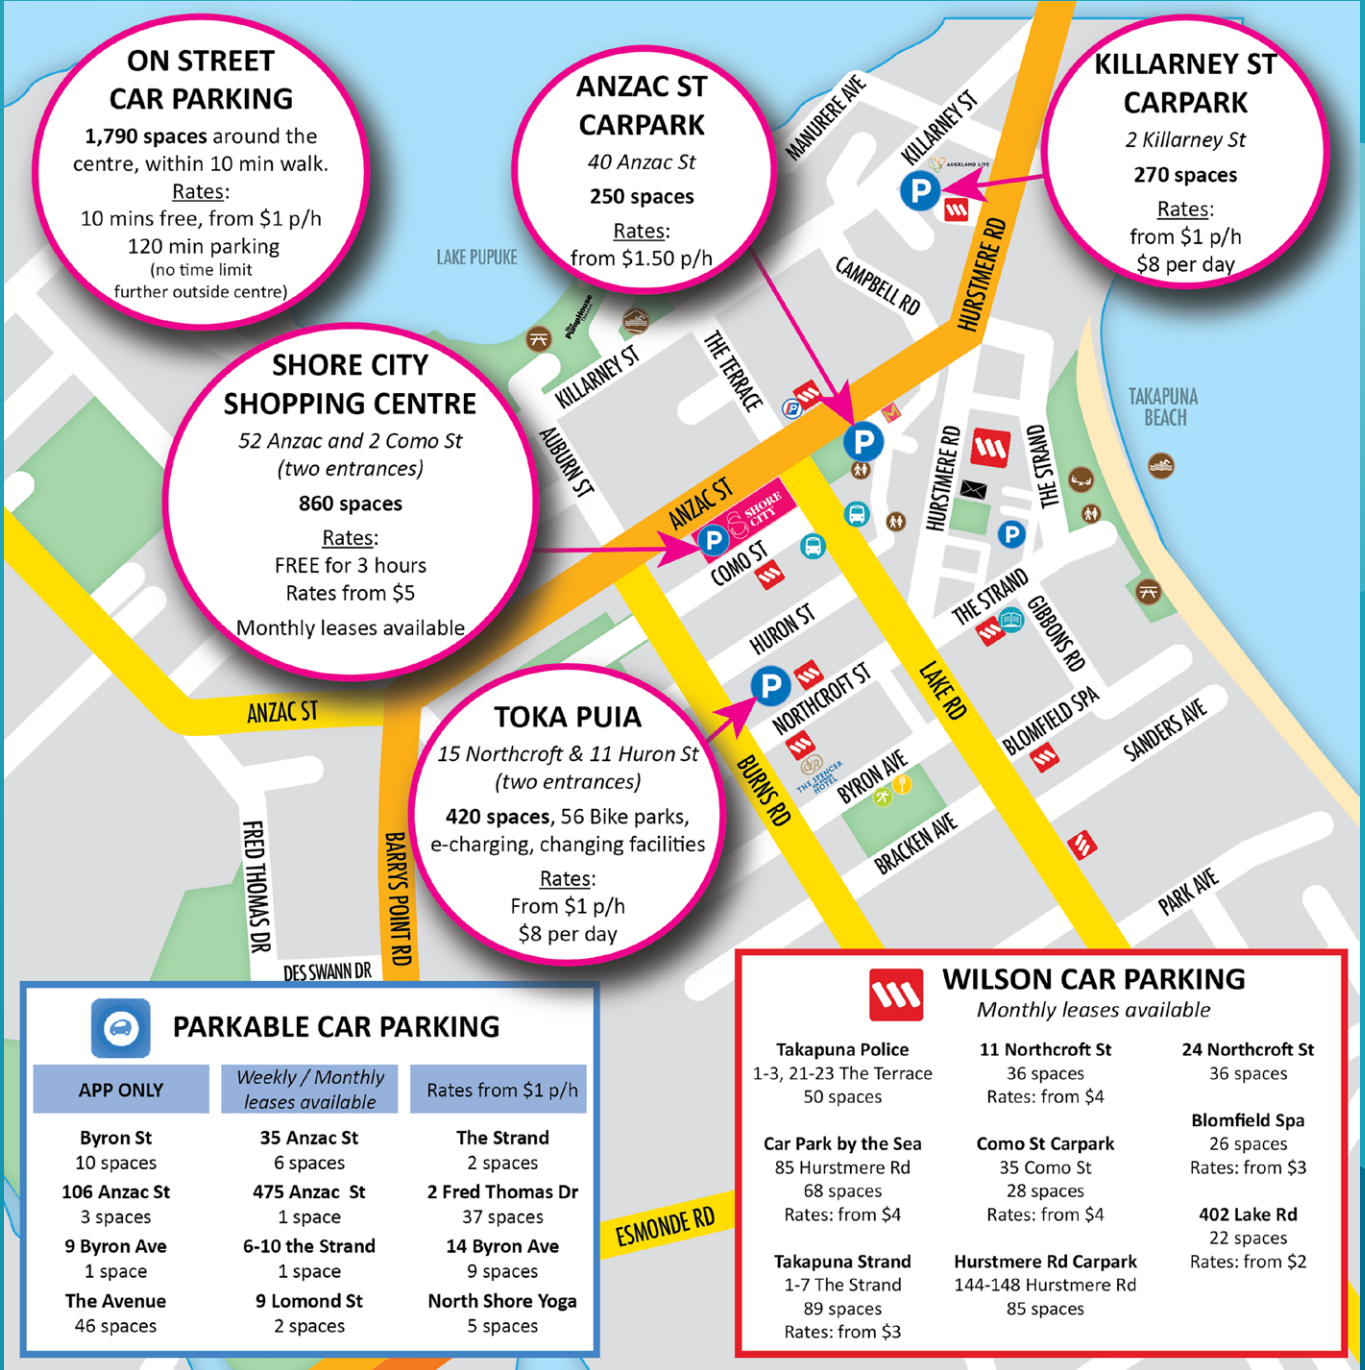 ON STREET
CAR PARKING
1,790 spaces around the
centre, within 10 min walk.
Rates:
10 mins free, from $1 p/h
120 min parking
(no time limit
further outside centre)
ANZAC ST
CARPARK
40 Anzac St
250 spaces
Rates:
from $1.50 p/h
KILLARNEY ST
CARPARK
2 Killarney St
270 spaces
Rates:
from $1 p/h
$8 per day
SHORE CITY
SHOPPING CENTRE
52 Anzac and 2 Como St
(two entrances)
860 spaces
Rates:
FREE for 3 hours
Rates from $5
Monthly leases available
TOKA PUIA
15 Northcroft & 11 Huron St
(two entrances)
420 spaces, 56 Bike parks,
e-charging, changing facilities
Rates:
From $1 p/h
$8 per day
MANURERE AVE
KILLARNEY ST
AUCKLAND LIVE
P
HURSTMERE RD
LAKE PUPUKE
CAMPBELL RD
The
PumpHouse
Theatre
KILLARNEY ST
THE TERRACE
TAKAPUNA
BEACH
P
P
AUBURN ST
HURSTMERE RD
THE STRAND
ANZAC ST
SHORE
CITY
P
P
COMO ST
THE STRAND
GIBBONS RD
HURON ST
P
NORTHCROFT ST
LAKE RD
BLOMFIELD SPA
SANDERS AVE
ANZAC ST
THE SPENCER
HOTEL
BYRON AVE
BURNS RD
BRACKEN AVE
FRED THOMAS DR
BARRYS POINT RD
PARK AVE
DES SWANN DR
ESMONDE RD
PARKABLE CAR PARKING
APP ONLY
Weekly / Monthly
leases available
Rates from $1 p/h
Byron St
10 spaces
106 Anzac St
3 spaces
9 Byron Ave
1 space
The Avenue
46 spaces
35 Anzac St
6 spaces
475 Anzac St
1 space
6-10 the Strand
1 space
9 Lomond St
2 spaces
The Strand
2 spaces
2 Fred Thomas Dr
37 spaces
14 Byron Ave
9 spaces
North Shore Yoga
5 spaces
WILSON CAR PARKING
Monthly leases available
Takapuna Police
1-3, 21-23 The Terrace
50 spaces
Car Park by the Sea
85 Hurstmere Rd
68 spaces
Rates: from $4
Takapuna Strand
1-7 The Strand
89 spaces
Rates: from $3
11 Northcroft St
36 spaces
Rates: from $4
Como St Carpark
35 Como St
28 spaces
Rates: from $4
Hurstmere Rd Carpark
144-148 Hurstmere Rd
85 spaces
24 Northcroft St
36 spaces
Blomfield Spa
26 spaces
Rates: from $3
402 Lake Rd
22 spaces
Rates: from $2